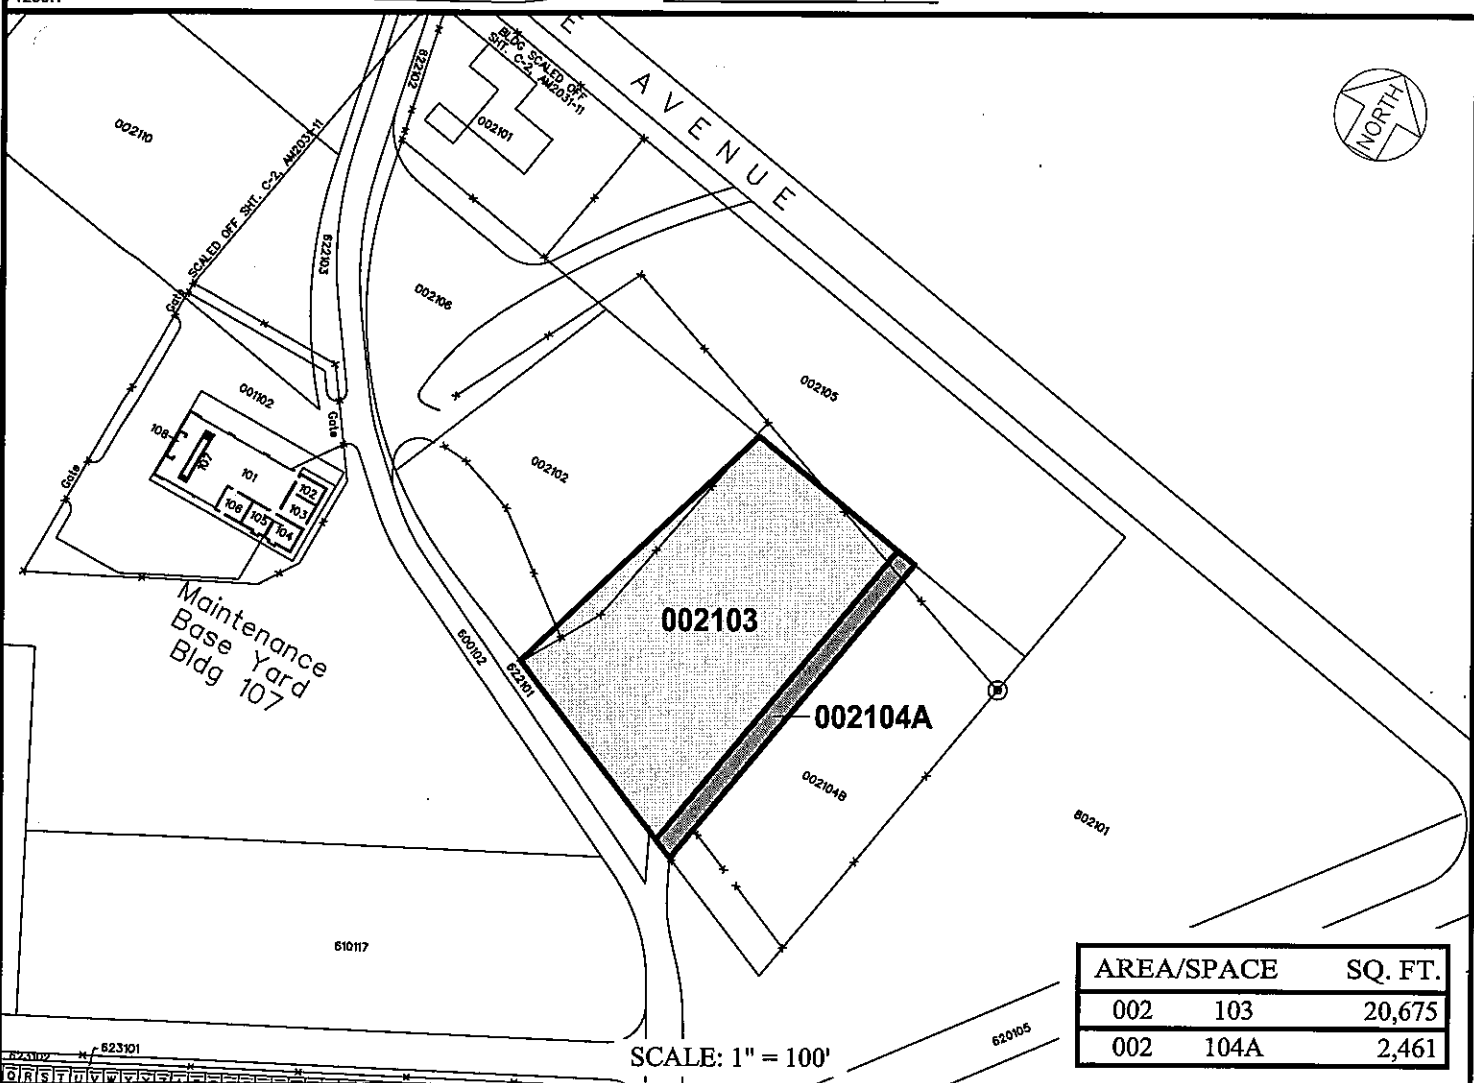 E AVENUE
BLDG SCALED OFF
SHT. C-2, AM2031-11
622102
002101
002110
NORTH
SCALED OFF SHT. C-2, AM2031-11
622103
Gate
002106
002105
001102
Gate
108
107
101
102
103
106
105
104
Gate
002102
Maintenance
Base Yard
Bldg 107
002103
600102
622101
002104A
002104B
802101
610117
AREA/SPACE SQ. FT.
002 103 20,675
002 104A 2,461
620105
623102
623101
SCALE: 1" = 100'